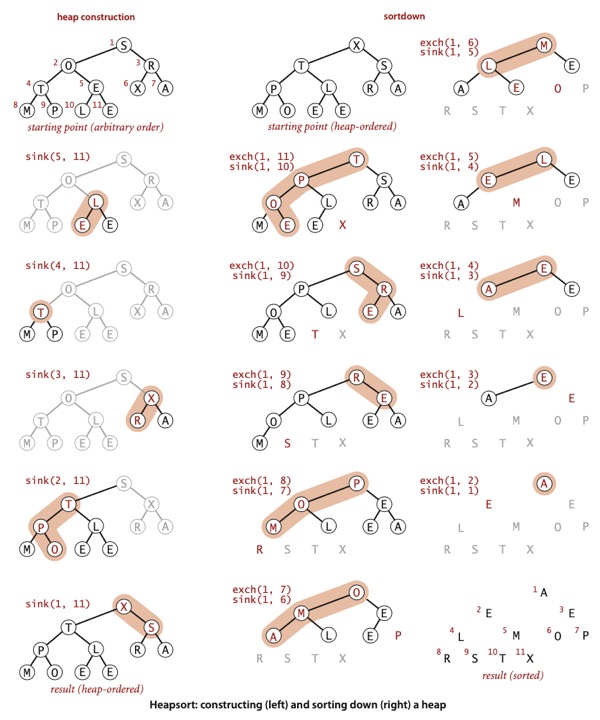 heap construction
1 S
2 O 3 R
4 T 5 E 6 X 7 A
8 M 9 P 10 L 11 E
starting point (arbitrary order)
sink(5, 11)
S
O R
T L X A
M P E E
sink(4, 11)
S
O R
T L X A
M P E E
sink(3, 11)
S
O X
T L R A
M P E E
sink(2, 11)
S
T X
P L R A
M O E E
sink(1, 11)
X
T S
P L R A
M O E E
result (heap-ordered)
sortdown
X
T S
P L R A
M O E E
starting point (heap-ordered)
exch(1, 11)
sink(1, 10)
T
P S
O L R A
M E E X
exch(1, 10)
sink(1, 9)
S
P R
O L E A
M E T X
exch(1, 9)
sink(1, 8)
R
P E
O L E A
M S T X
exch(1, 8)
sink(1, 7)
P
O E
M L E A
R S T X
exch(1, 7)
sink(1, 6)
O
M E
A L E P
R S T X
exch(1, 6)
sink(1, 5)
M
L E
A E O P
R S T X
exch(1, 5)
sink(1, 4)
L
E E
A M O P
R S T X
exch(1, 4)
sink(1, 3)
E
A E
L M O P
R S T X
exch(1, 3)
sink(1, 2)
E
A E
L M O P
R S T X
exch(1, 2)
sink(1, 1)
A
E E
L M O P
R S T X
1 A
2 E 3 E
4 L 5 M 6 O 7 P
8 R 9 S 10 T 11 X
result (sorted)
Heapsort: constructing (left) and sorting down (right) a heap